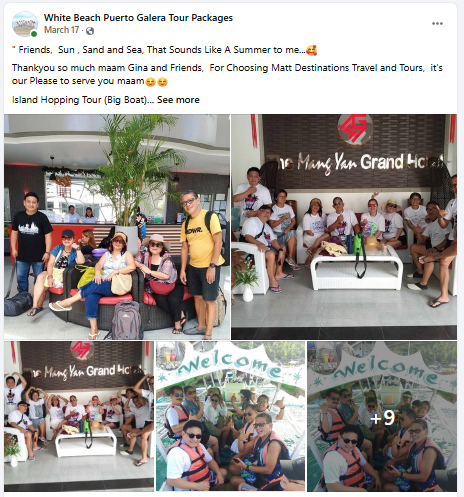 White Beach Puerto Galera Tour Packages
March 17 ·
" Friends, Sun , Sand and Sea, That Sounds Like A Summer to me...🥰
Thankyou so much maam Gina and Friends, For Choosing Matt Destinations Travel and Tours, it's
our Please to serve you maam😊😊
Island Hopping Tour (Big Boat)... See more
Mang Yan Grand Hotel
Mang Yan Grand Hotel
Welcome
Welcome
+9